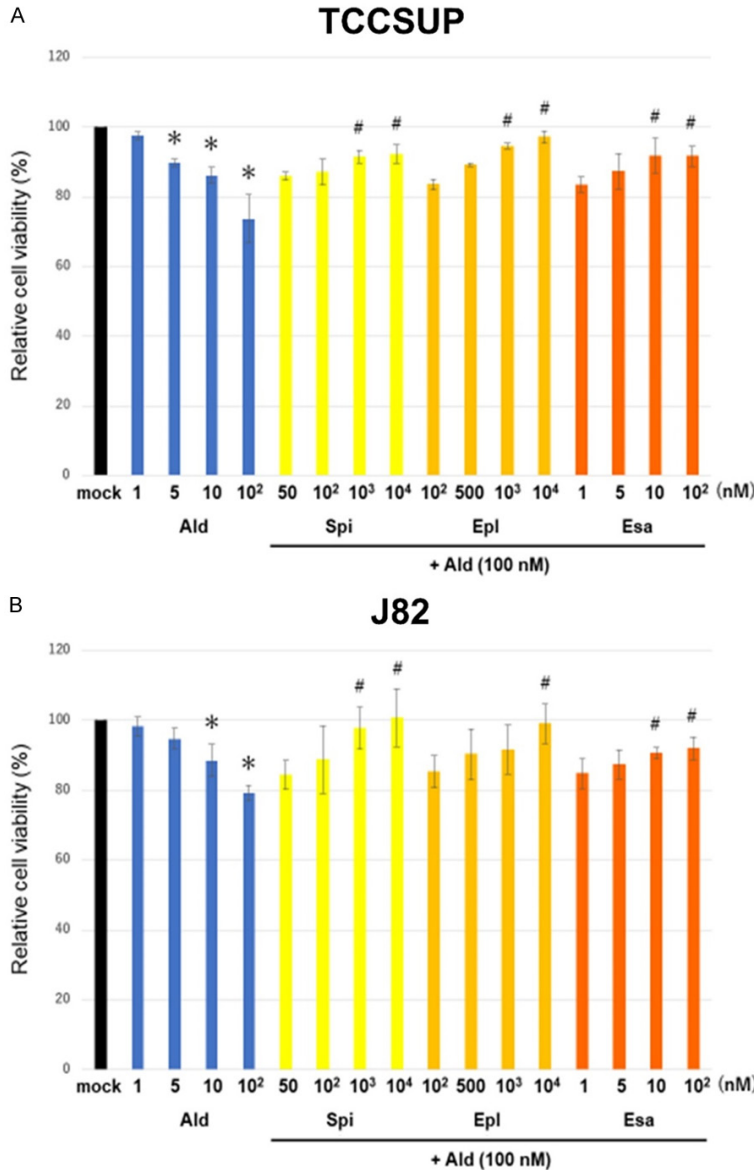 A
TCCSUP
Relative cell viability (%)
120
100
80
60
40
20
0
* * *
# # # # # #
mock 1 5 10 10² 50 10² 10³ 10⁴ 10² 500 10³ 10⁴ 1 5 10 10² (nM)
Ald Spi Epl Esa
+ Ald (100 nM)
B
J82
Relative cell viability (%)
120
100
80
60
40
20
0
* *
# # # # #
mock 1 5 10 10² 50 10² 10³ 10⁴ 10² 500 10³ 10⁴ 1 5 10 10² (nM)
Ald Spi Epl Esa
+ Ald (100 nM)